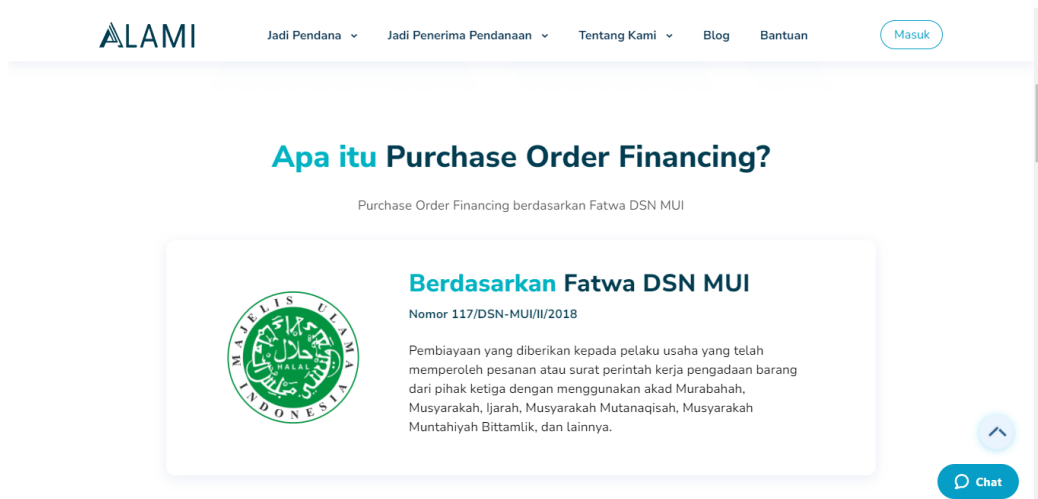 ALAMI
Jadi Pendana
Jadi Penerima Pendanaan
Tentang Kami
Blog
Bantuan
Masuk
Apa itu Purchase Order Financing?
Purchase Order Financing berdasarkan Fatwa DSN MUI
MAJELIS ULAMA INDONESIA
حلال
HALAL
Berdasarkan Fatwa DSN MUI
Nomor 117/DSN-MUI/II/2018
Pembiayaan yang diberikan kepada pelaku usaha yang telah
memperoleh pesanan atau surat perintah kerja pengadaan barang
dari pihak ketiga dengan menggunakan akad Murabahah,
Musyarakah, Ijarah, Musyarakah Mutanaqisah, Musyarakah
Muntahiyah Bittamlik, dan lainnya.
Chat